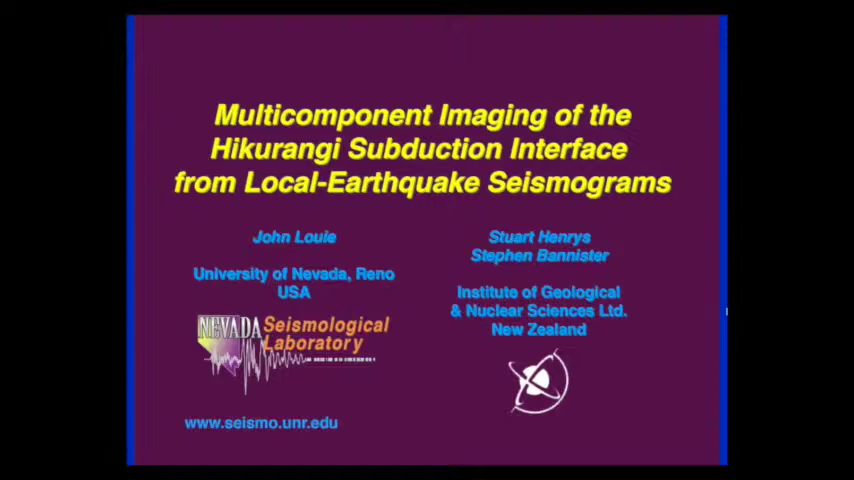 Multicomponent Imaging of the
Hikurangi Subduction Interface
from Local-Earthquake Seismograms
John Louie
University of Nevada, Reno
USA
NEVADA Seismological
Laboratory
www.seismo.unr.edu
Stuart Henrys
Stephen Bannister
Institute of Geological
& Nuclear Sciences Ltd.
New Zealand